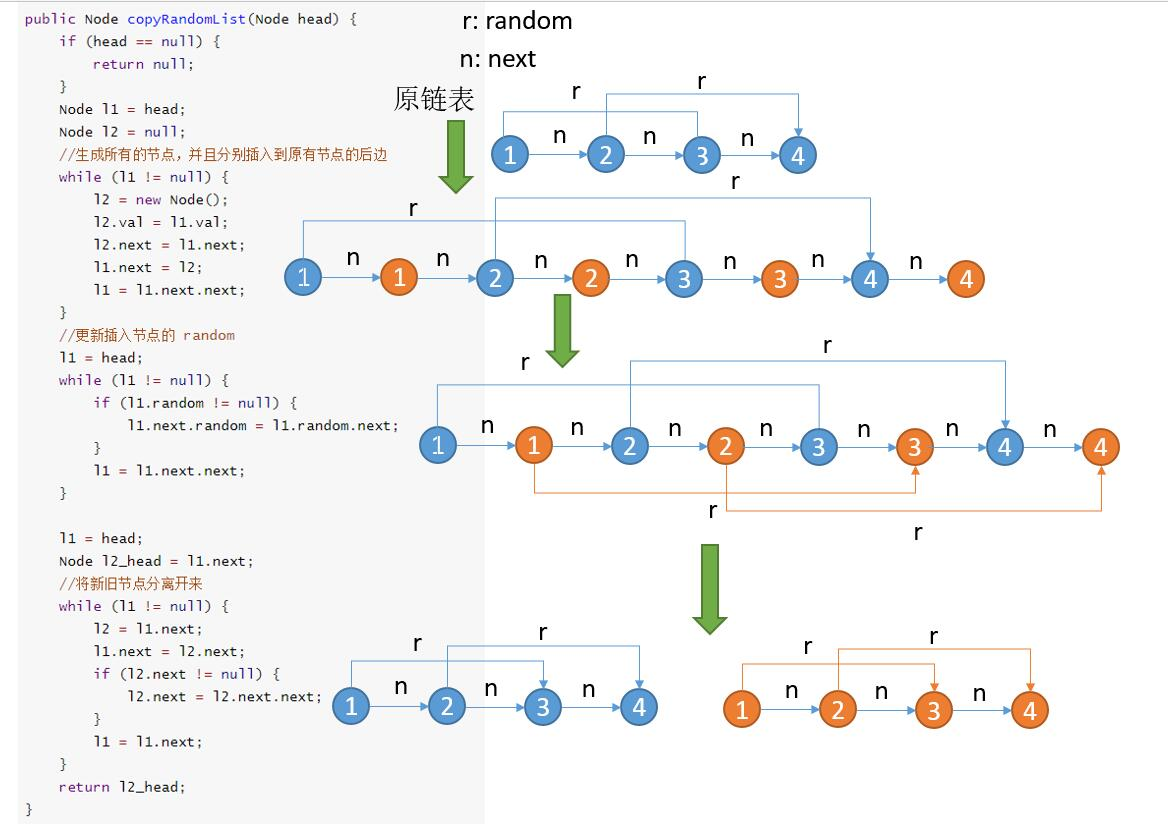 public Node copyRandomList(Node head) {
if (head == null) {
return null;
}
Node l1 = head;
Node l2 = null;
//生成所有的节点，并且分别插入到原有节点的后边
while (l1 != null) {
l2 = new Node();
l2.val = l1.val;
l2.next = l1.next;
l1.next = l2;
l1 = l1.next.next;
}
//更新插入节点的 random
l1 = head;
while (l1 != null) {
if (l1.random != null) {
l1.next.random = l1.random.next;
}
l1 = l1.next.next;
}
l1 = head;
Node l2_head = l1.next;
//将新旧节点分离开来
while (l1 != null) {
l2 = l1.next;
l1.next = l2.next;
if (l2.next != null) {
l2.next = l2.next.next;
}
l1 = l1.next;
}
return l2_head;
}
r: random
n: next
原链表
r
r
n n n
1 2 3 4
r
r
n n n n n n n
1 1 2 2 3 3 4 4
r
r
n n n n n n n
1 1 2 2 3 3 4 4
r
r
r r
n n n
1 2 3 4
r r
n n n
1 2 3 4